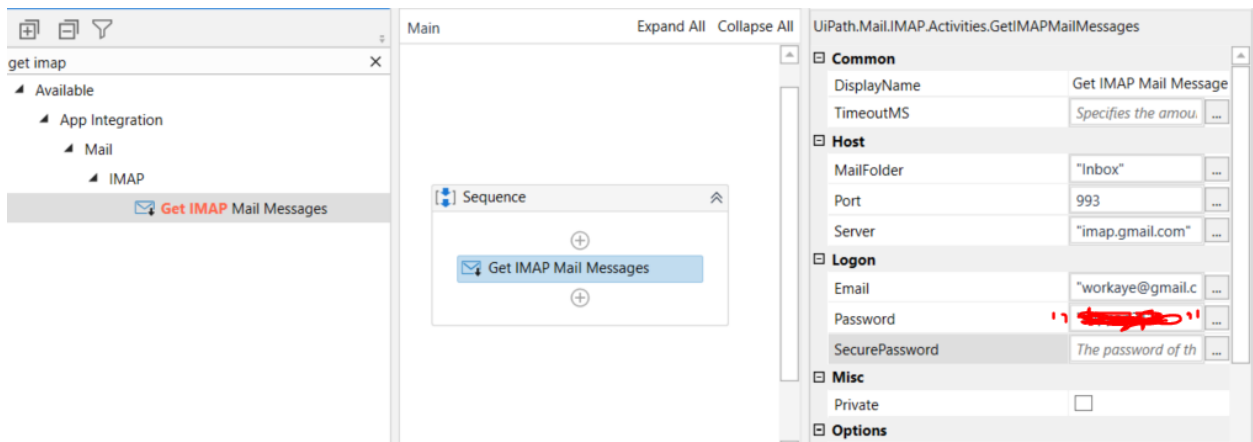 get imap
Available
App Integration
Mail
IMAP
Get IMAP Mail Messages
Main
Expand All Collapse All
Sequence
Get IMAP Mail Messages
UiPath.Mail.IMAP.Activities.GetIMAPMailMessages
Common
DisplayName Get IMAP Mail Message
TimeoutMS Specifies the amou ...
Host
MailFolder "Inbox" ...
Port 993 ...
Server "imap.gmail.com" ...
Logon
Email "workaye@gmail.c ...
Password " " ...
SecurePassword The password of th ...
Misc
Private
Options